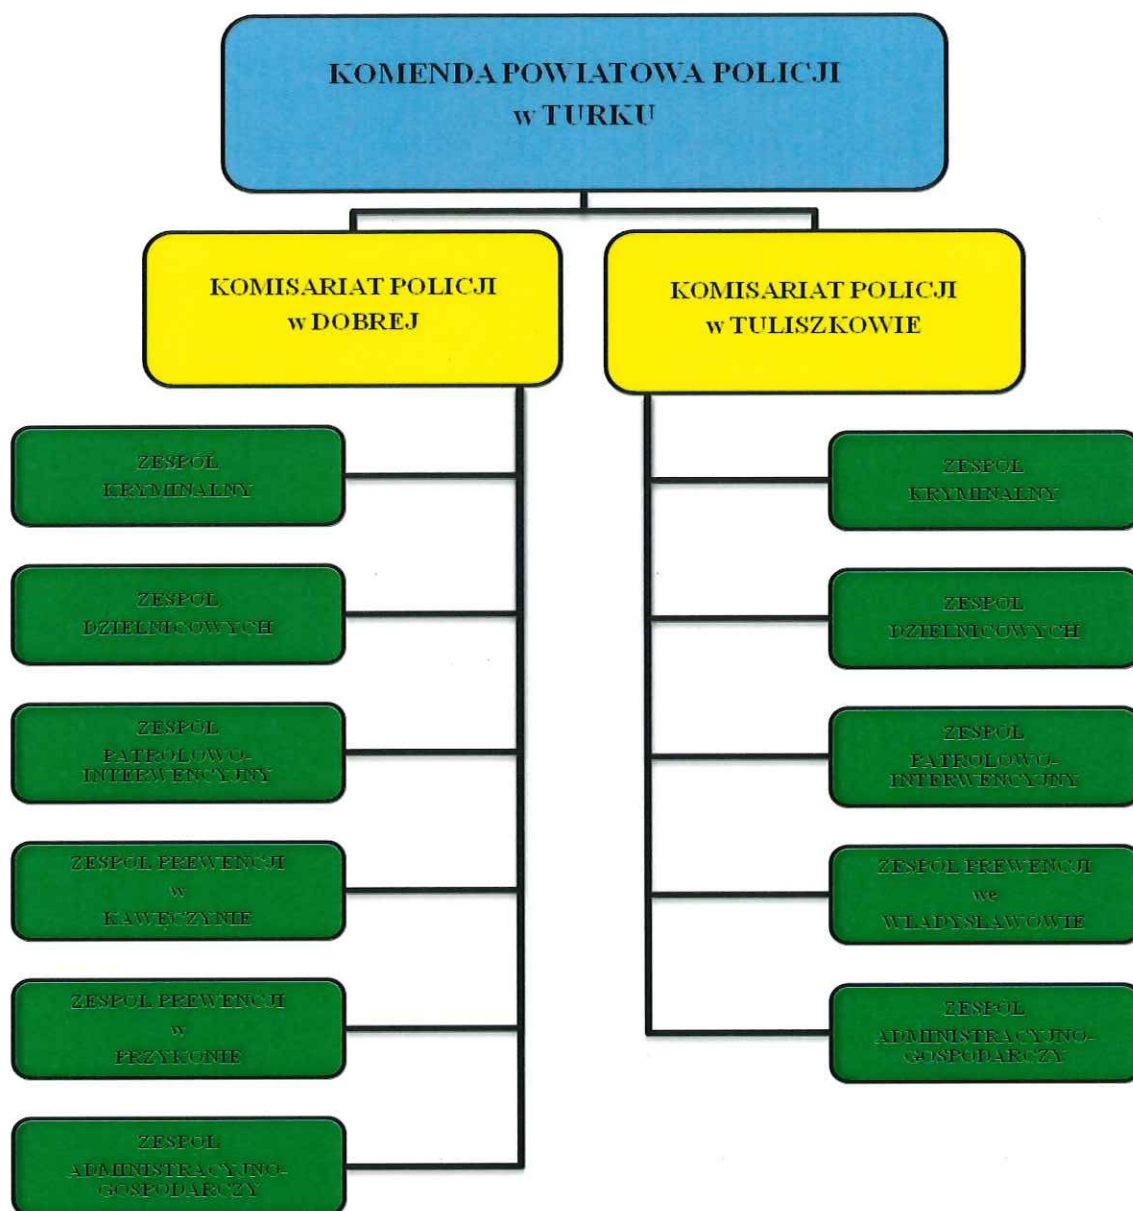 KOMENDA POWIATOWA POLICJI
w TURKU
KOMISARIAT POLICJI
w DOBREJ
KOMISARIAT POLICJI
w TULISZKOWIE
ZESPÓŁ
KRYMINALNY
ZESPÓŁ
DZIELNICOWYCH
ZESPÓŁ
PATROLOWO-
INTERWENCYJNY
ZESPÓŁ PREWENCJI
w
KAWĘCZYNIE
ZESPÓŁ PREWENCJI
w
PRZYKONIE
ZESPÓŁ
ADMINISTRACYJNO-
GOSPODARCZY
ZESPÓŁ
KRYMINALNY
ZESPÓŁ
DZIELNICOWYCH
ZESPÓŁ
PATROLOWO-
INTERWENCYJNY
ZESPÓŁ PREWENCJI
we
WŁADYSŁAWOWIE
ZESPÓŁ
ADMINISTRACYJNO-
GOSPODARCZY